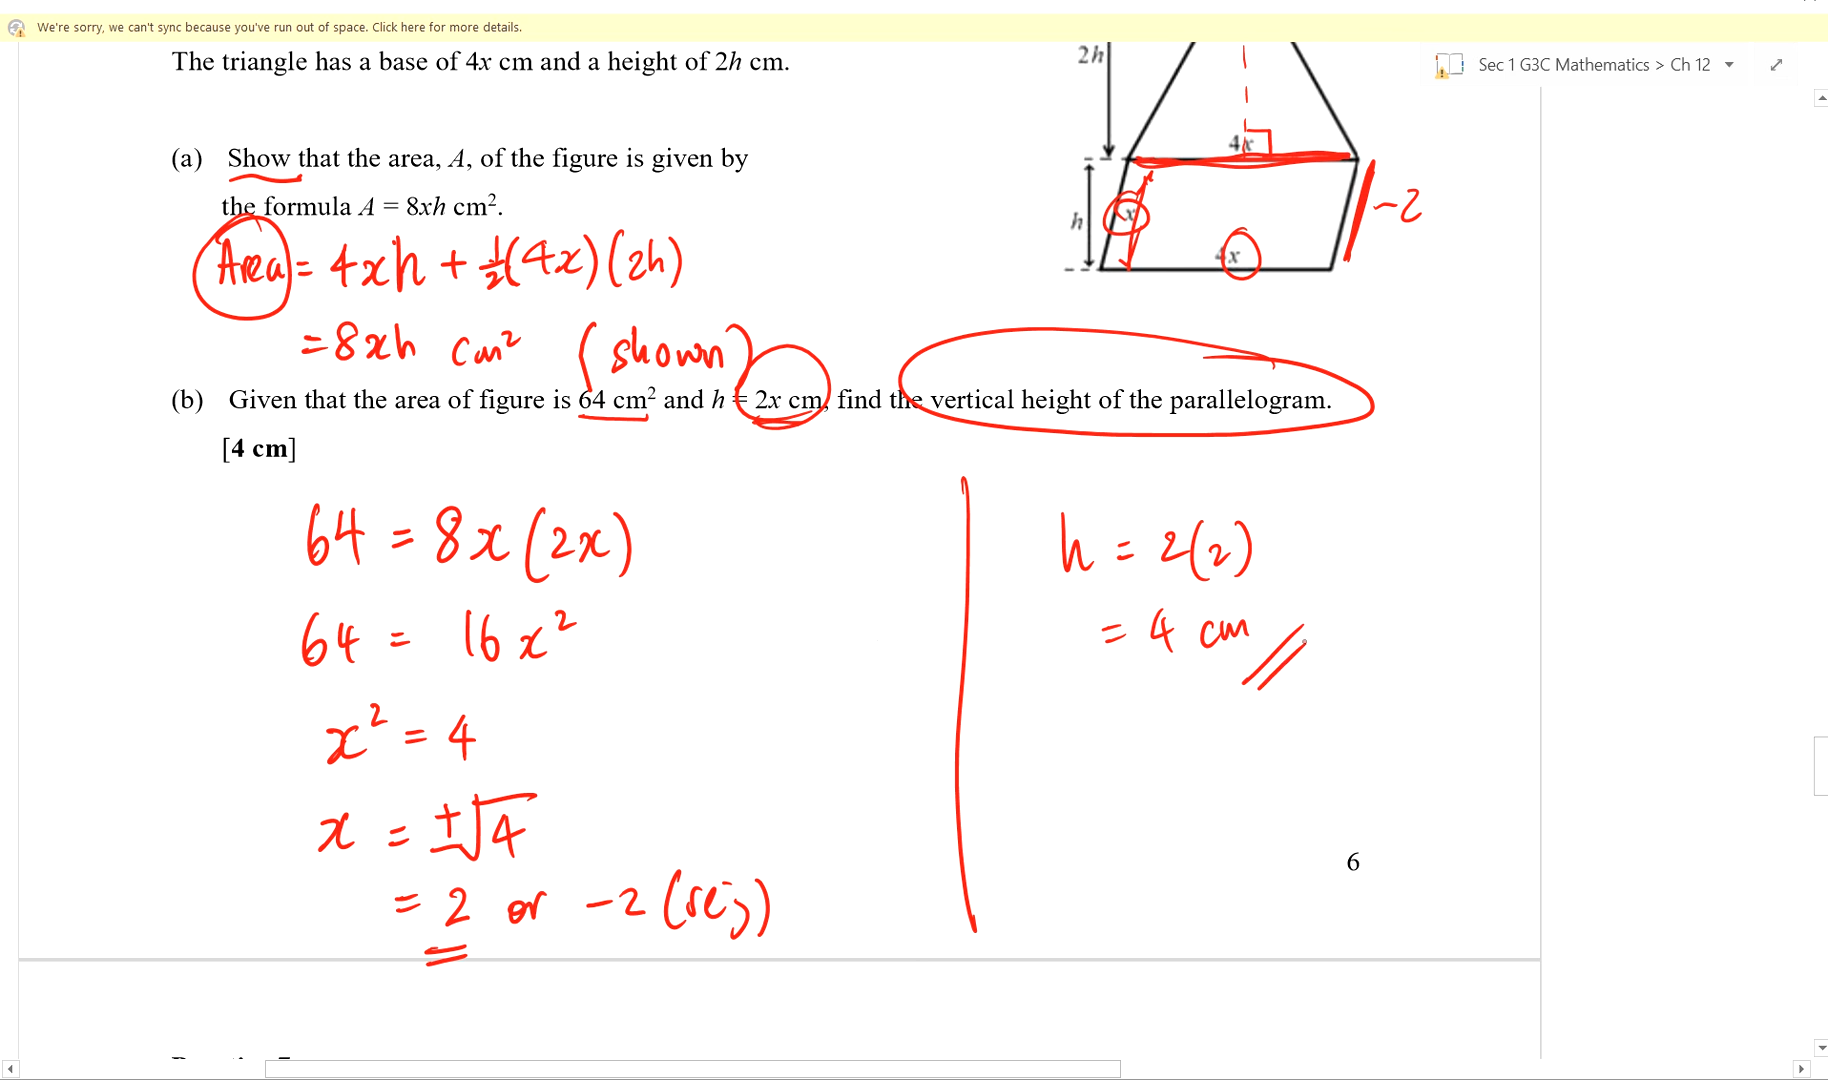 We're sorry, we can't sync because you've run out of space. Click here for more details.
Sec 1 G3C Mathematics > Ch 12
The triangle has a base of 4x cm and a height of 2h cm.
2h
4x
(a) Show that the area, A, of the figure is given by
the formula A = 8xh cm².
h
x
-2
4x
Area = 4xh + ½(4x)(2h)
= 8xh cm² (shown)
(b) Given that the area of figure is 64 cm² and h = 2x cm, find the vertical height of the parallelogram.
[4 cm]
64 = 8x(2x)
64 = 16x²
x² = 4
x = ±√4
= 2 or -2 (rej)
h = 2(2)
= 4 cm
6